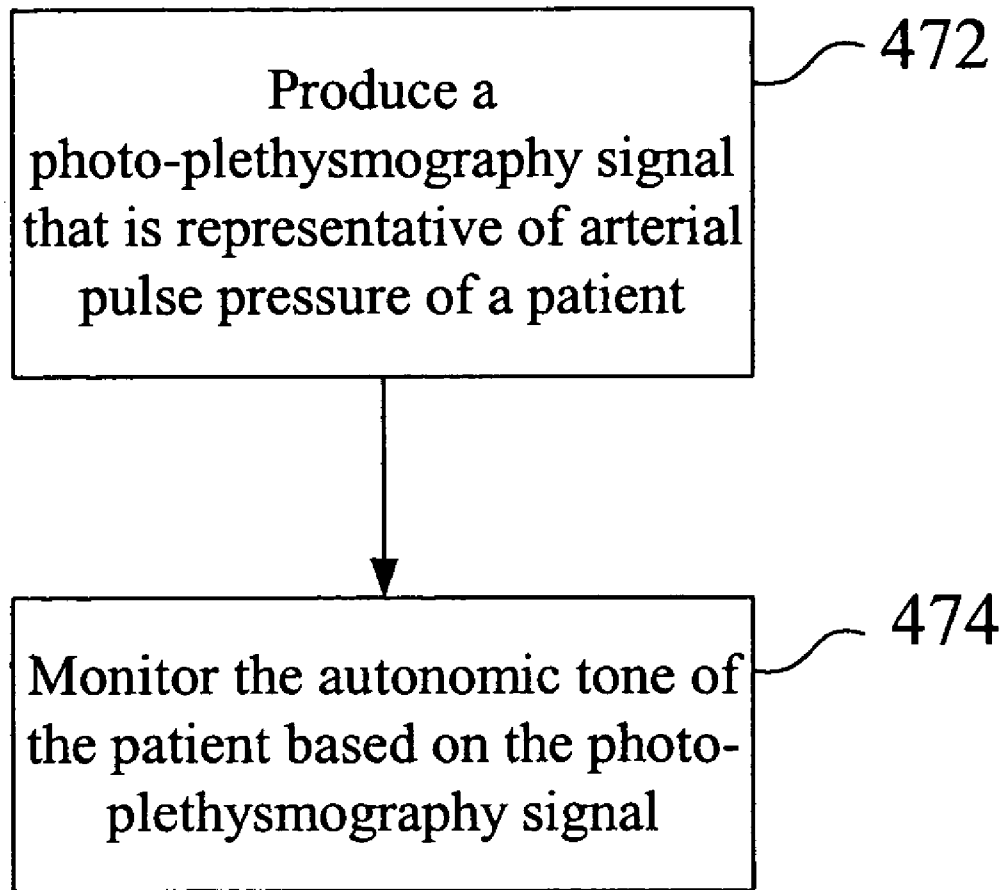 472
Produce a
photo-plethysmography signal
that is representative of arterial
pulse pressure of a patient
474
Monitor the autonomic tone of
the patient based on the photo-
plethysmography signal